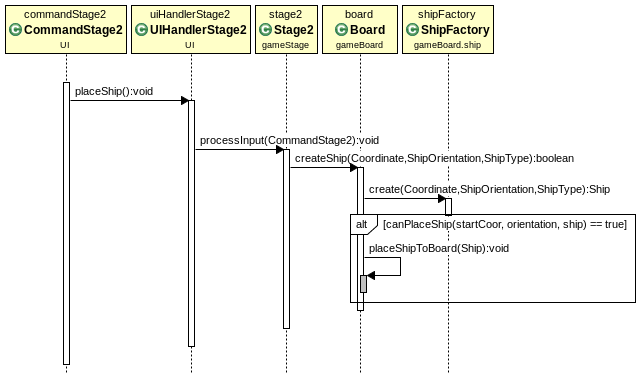 commandStage2
CommandStage2
UI
uiHandlerStage2
UIHandlerStage2
UI
stage2
Stage2
gameStage
board
Board
gameBoard
shipFactory
ShipFactory
gameBoard.ship
placeShip():void
processInput(CommandStage2):void
createShip(Coordinate,ShipOrientation,ShipType):boolean
create(Coordinate,ShipOrientation,ShipType):Ship
alt [canPlaceShip(startCoor, orientation, ship) == true]
placeShipToBoard(Ship):void